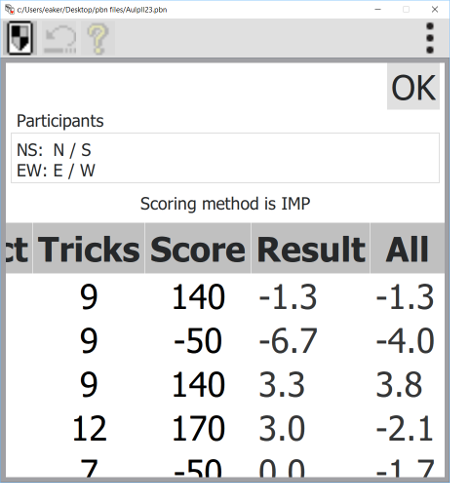 c:/Users/eaker/Desktop/pbn files/Aulpll23.pbn
OK
Participants
NS: N / S
EW: E / W
Scoring method is IMP
ct Tricks Score Result All
9 140 -1.3 -1.3
9 -50 -6.7 -4.0
9 140 3.3 3.8
12 170 3.0 -2.1
7 -50 0.0 -1.7